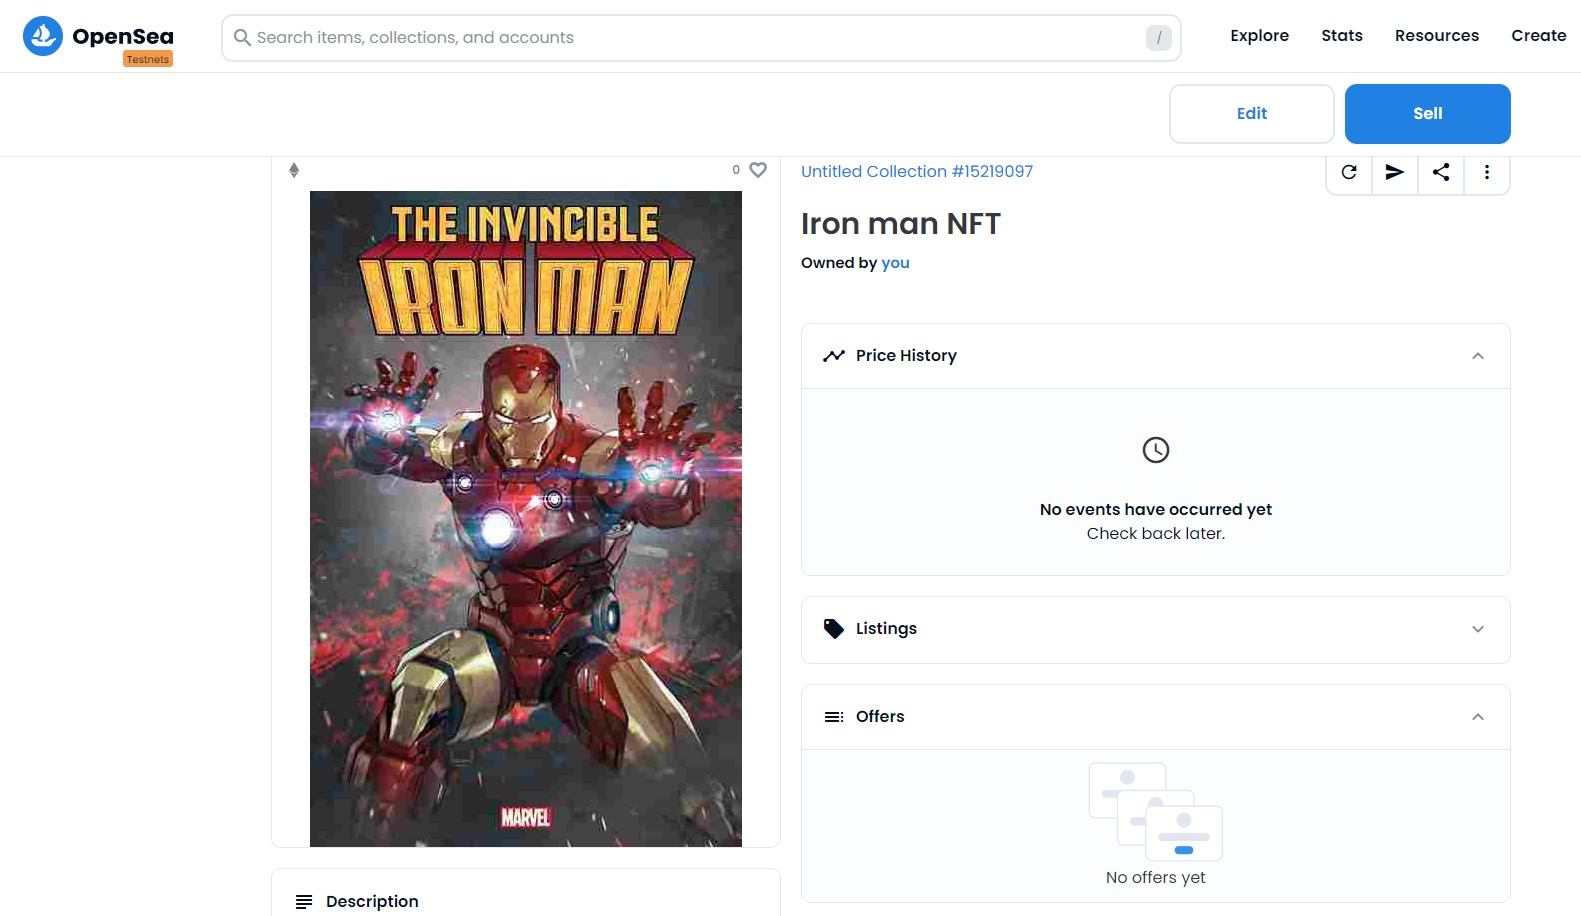 OpenSea
Testnets
Search items, collections, and accounts
/
Explore
Stats
Resources
Create
Edit
Sell
0
THE INVINCIBLE
IRON MAN
MARVEL
Description
Untitled Collection #15219097
Iron man NFT
Owned by you
Price History
No events have occurred yet
Check back later.
Listings
Offers
No offers yet